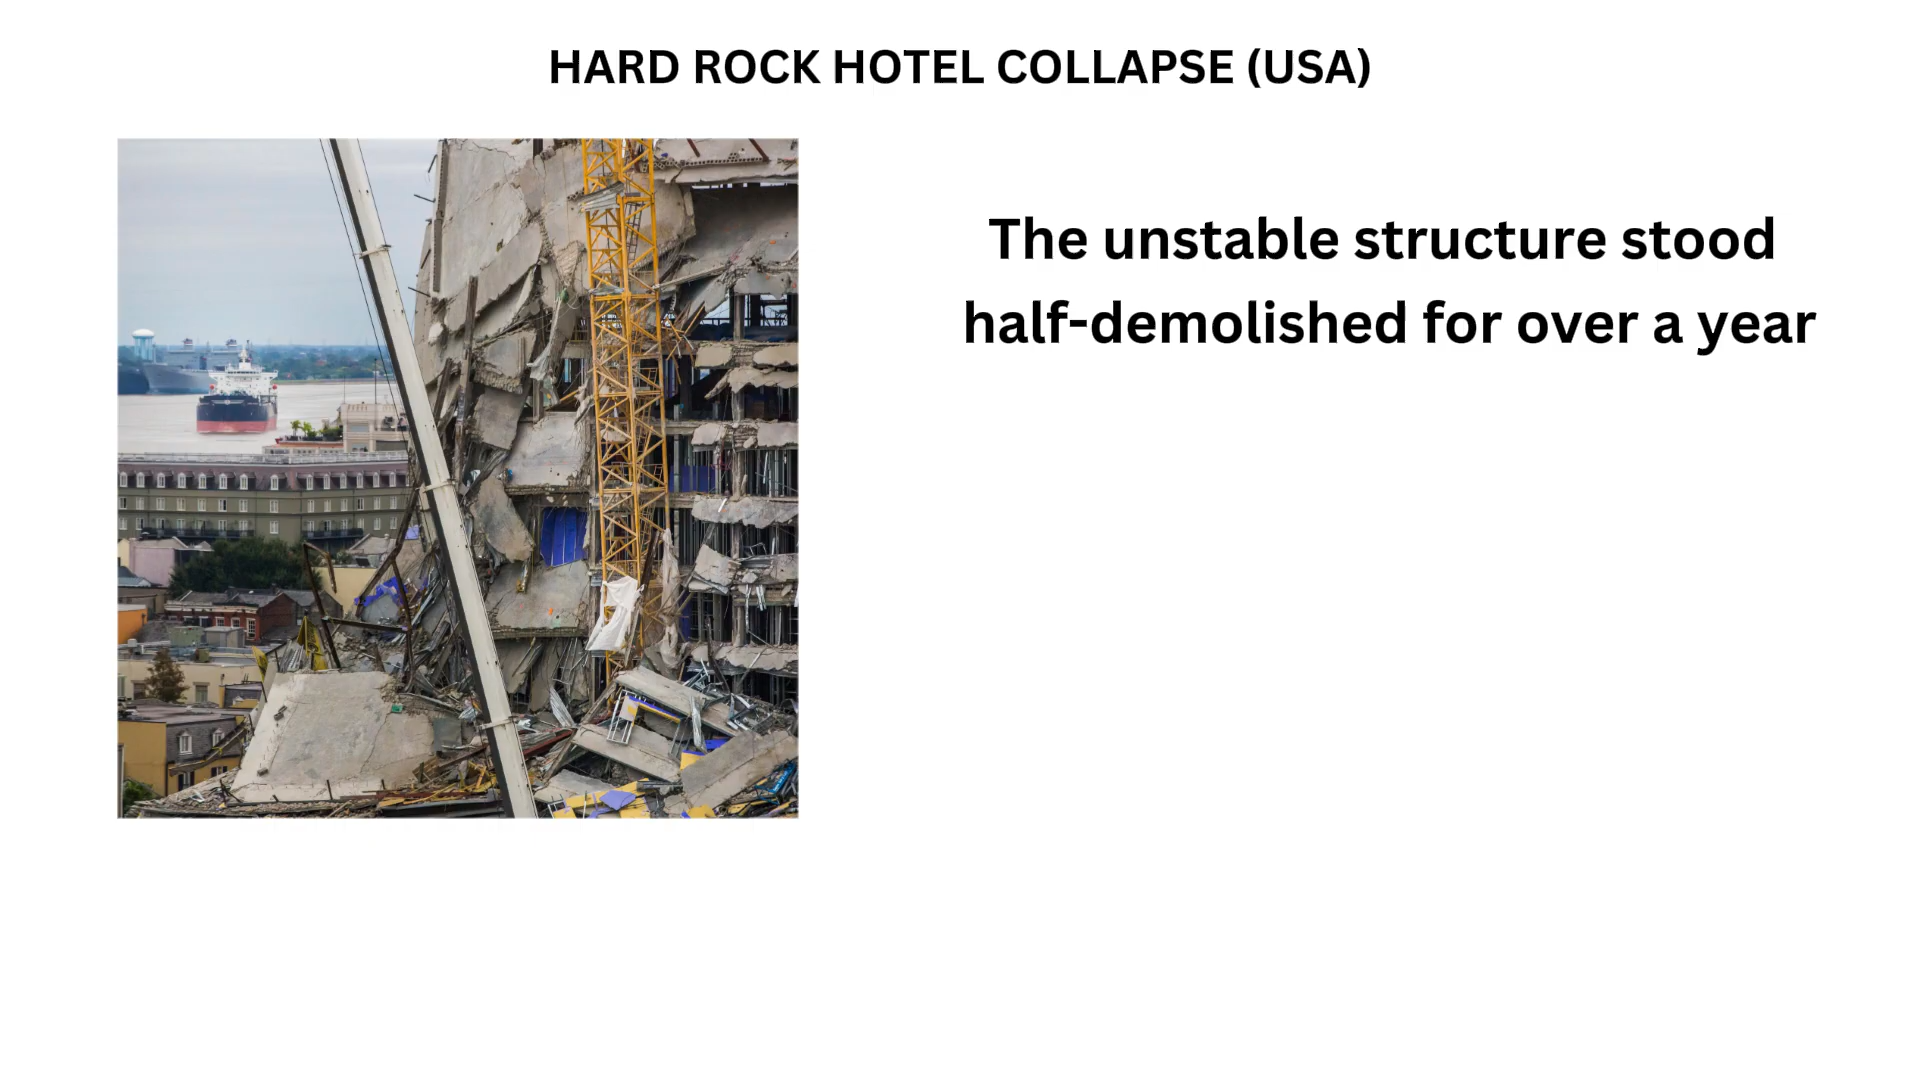 HARD ROCK HOTEL COLLAPSE (USA)
The unstable structure stood
half-demolished for over a year